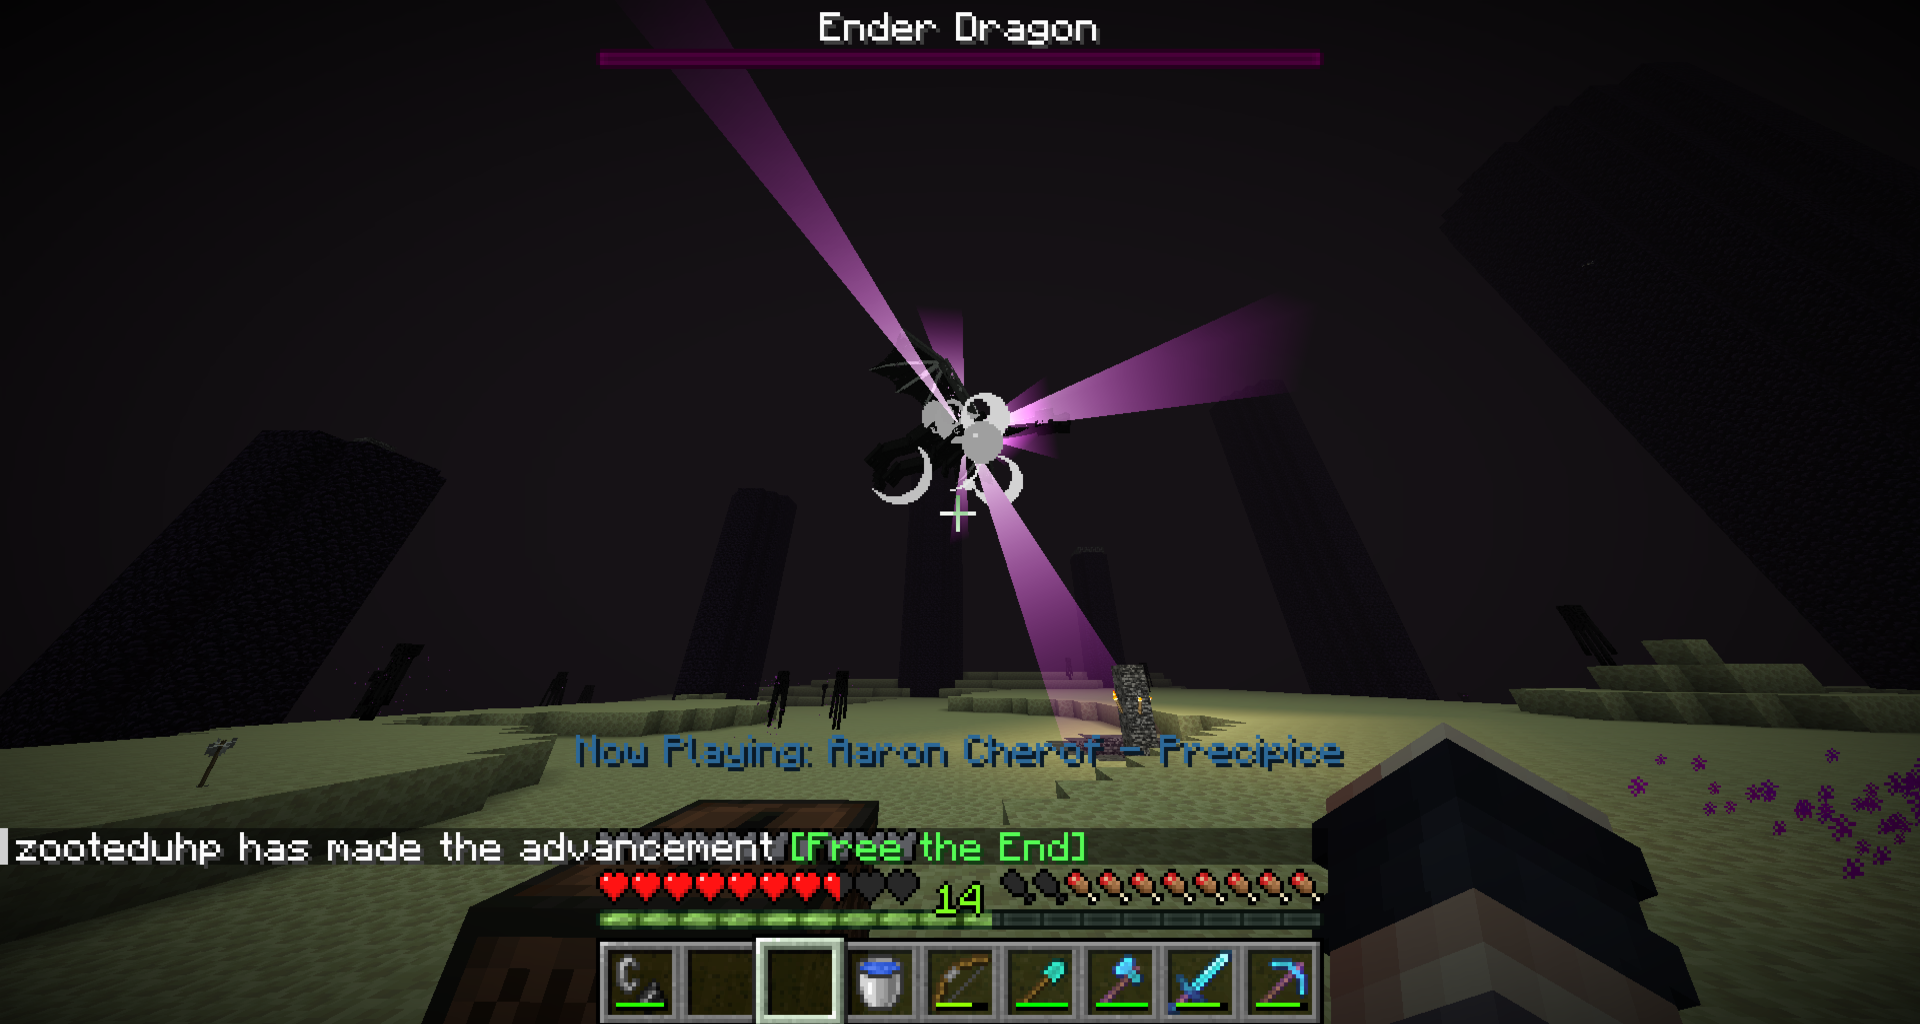 Ender Dragon
Now Playing: Aaron Cherof - Precipice
zooteduhp has made the advancement [Free the End]
14